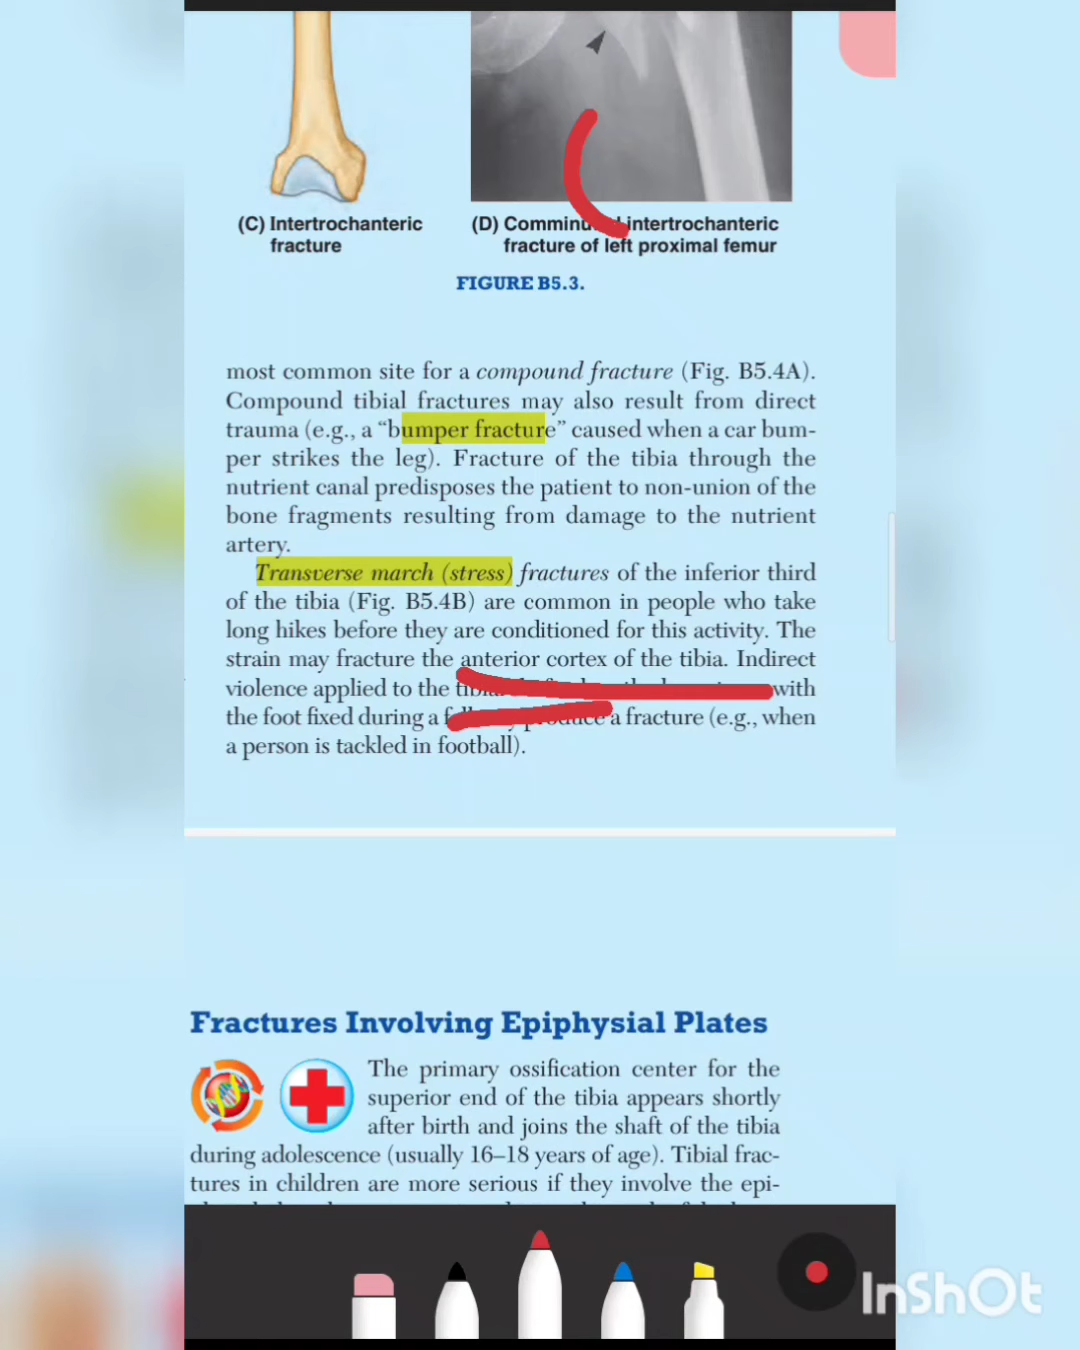 (C) Intertrochanteric
fracture
(D) intertrochanteric
fracture of left proximal femur
FIGURE B5.3.
most common site for a compound fracture (Fig. B5.4A).
Compound tibial fractures may also result from direct
trauma (e.g., a “bumper fracture” caused when a car bum-
per strikes the leg). Fracture of the tibia through the
nutrient canal predisposes the patient to non-union of the
bone fragments resulting from damage to the nutrient
artery.
Transverse march (stress) fractures of the inferior third
of the tibia (Fig. B5.4B) are common in people who take
long hikes before they are conditioned for this activity. The
strain may fracture the anterior cortex of the tibia. Indirect
violence applied to the with
the foot fixed during a a fracture (e.g., when
a person is tackled in football).
Fractures Involving Epiphysial Plates
The primary ossification center for the
superior end of the tibia appears shortly
after birth and joins the shaft of the tibia
during adolescence (usually 16–18 years of age). Tibial frac-
tures in children are more serious if they involve the epi-
InShOt